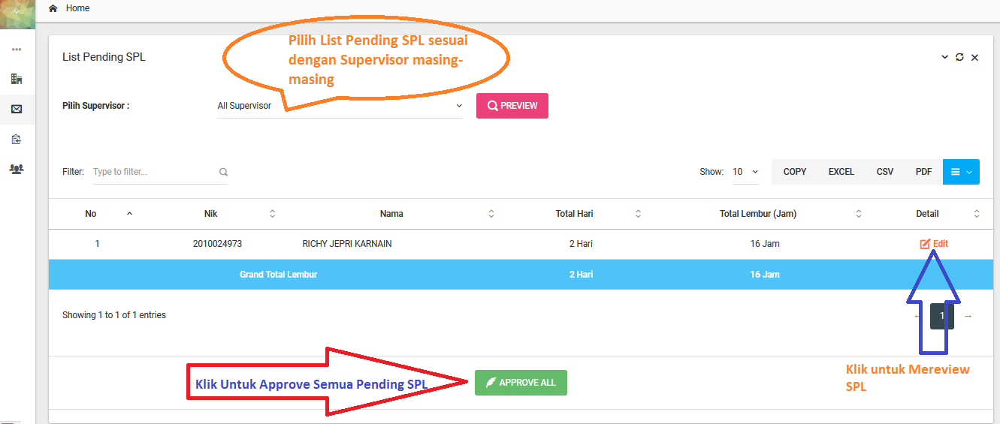 Home
Pilih List Pending SPL sesuai
dengan Supervisor masing-
masing
List Pending SPL
Pilih Supervisor :
All Supervisor
PREVIEW
Filter:
Type to filter...
Show:
10
COPY
EXCEL
CSV
PDF
No Nik Nama Total Hari Total Lembur (Jam) Detail
1 2010024973 RICHY JEPRI KARNAIN 2 Hari 16 Jam Edit
Grand Total Lembur 2 Hari 16 Jam
Showing 1 to 1 of 1 entries
← 1 →
Klik untuk Mereview
SPL
Klik Untuk Approve Semua Pending SPL
APPROVE ALL